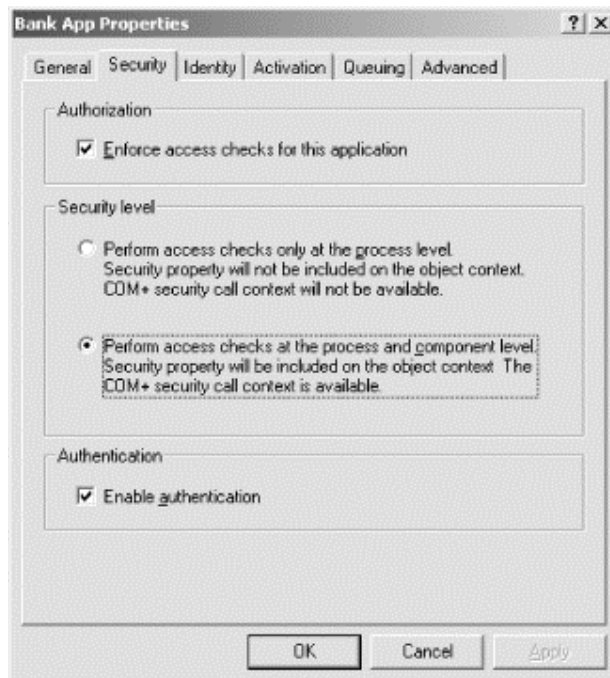 Bank App Properties
General Security Identity Activation Queuing Advanced
Authorization
Enforce access checks for this application
Security level
Perform access checks only at the process level.
Security property will not be included on the object context.
COM+ security call context will not be available.
Perform access checks at the process and component level.
Security property will be included on the object context The
COM+ security call context is available.
Authentication
Enable authentication
OK Cancel Apply